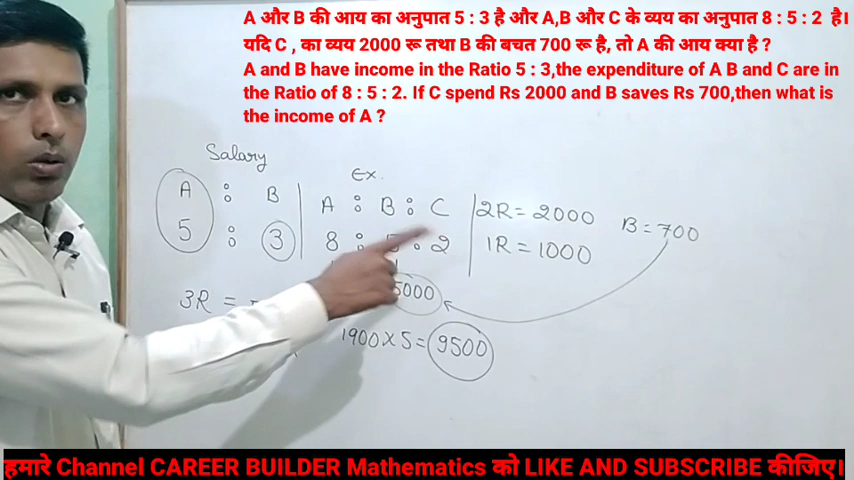 A और B की आय का अनुपात 5 : 3 है और A,B और C के व्यय का अनुपात 8 : 5 : 2 है।
यदि C , का व्यय 2000 रू तथा B की बचत 700 रू है, तो A की आय क्या है ?
A and B have income in the Ratio 5 : 3,the expenditure of A B and C are in
the Ratio of 8 : 5 : 2. If C spend Rs 2000 and B saves Rs 700,then what is
the income of A ?
Salary
Ex.
A : B
A : B : C
2R = 2000
B = 700
5 : 3
8 : : 2
1R = 1000
3R =
5000
1900 X 5 = 9500
हमारे Channel CAREER BUILDER Mathematics को LIKE AND SUBSCRIBE कीजिए।